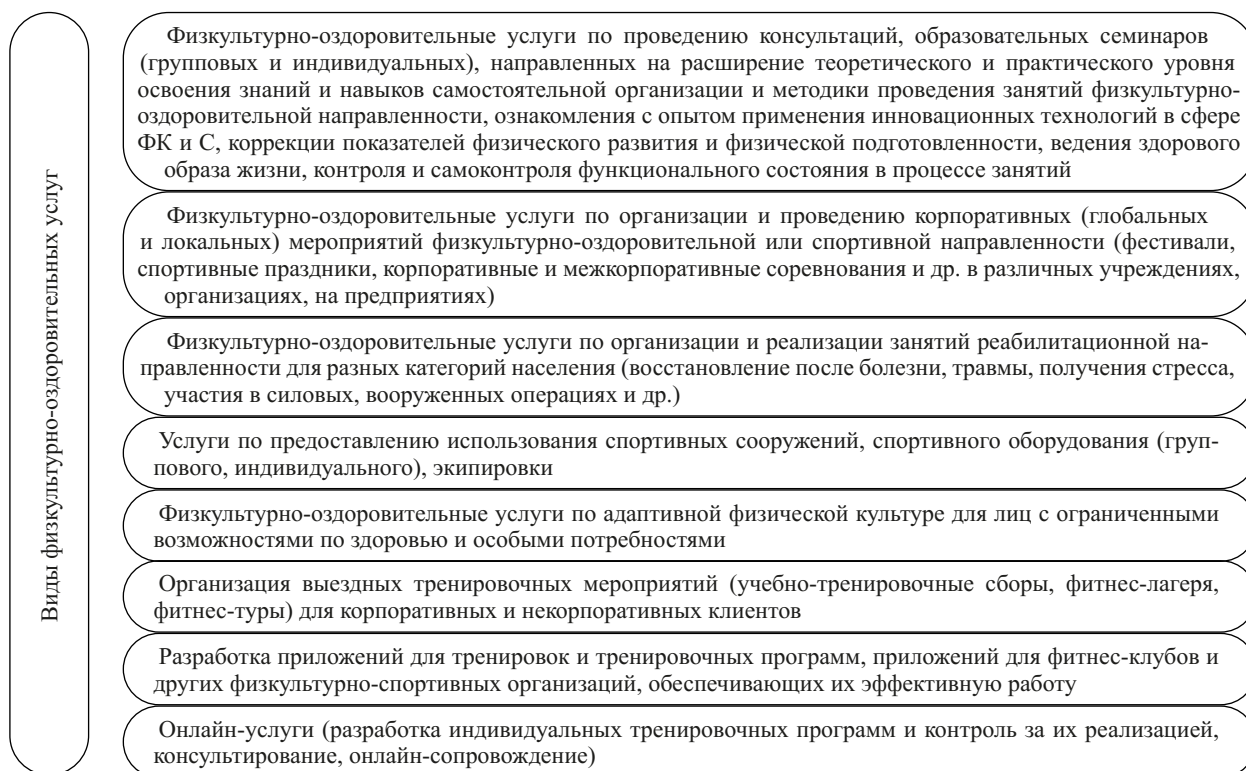 Виды физкультурно-оздоровительных услуг
Физкультурно-оздоровительные услуги по проведению консультаций, образовательных семинаров
(групповых и индивидуальных), направленных на расширение теоретического и практического уровня
освоения знаний и навыков самостоятельной организации и методики проведения занятий физкультурно-
оздоровительной направленности, ознакомления с опытом применения инновационных технологий в сфере
ФК и С, коррекции показателей физического развития и физической подготовленности, ведения здорового
образа жизни, контроля и самоконтроля функционального состояния в процессе занятий
Физкультурно-оздоровительные услуги по организации и проведению корпоративных (глобальных
и локальных) мероприятий физкультурно-оздоровительной или спортивной направленности (фестивали,
спортивные праздники, корпоративные и межкорпоративные соревнования и др. в различных учреждениях,
организациях, на предприятиях)
Физкультурно-оздоровительные услуги по организации и реализации занятий реабилитационной на-
правленности для разных категорий населения (восстановление после болезни, травмы, получения стресса,
участия в силовых, вооруженных операциях и др.)
Услуги по предоставлению использования спортивных сооружений, спортивного оборудования (груп-
пового, индивидуального), экипировки
Физкультурно-оздоровительные услуги по адаптивной физической культуре для лиц с ограниченными
возможностями по здоровью и особыми потребностями
Организация выездных тренировочных мероприятий (учебно-тренировочные сборы, фитнес-лагеря,
фитнес-туры) для корпоративных и некорпоративных клиентов
Разработка приложений для тренировок и тренировочных программ, приложений для фитнес-клубов и
других физкультурно-спортивных организаций, обеспечивающих их эффективную работу
Онлайн-услуги (разработка индивидуальных тренировочных программ и контроль за их реализацией,
консультирование, онлайн-сопровождение)